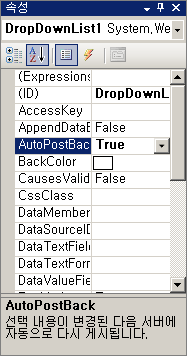 속성
DropDownList1 System.We
(Expressions
(ID) DropDownL
AccessKey
AppendDataB False
AutoPostBac True
BackColor
CausesValid False
CssClass
DataMember
DataSourceID
DataTextField
DataTextForm
DataValueFie
AutoPostBack
선택 내용이 변경된 다음 서버에
자동으로 다시 게시됩니다.